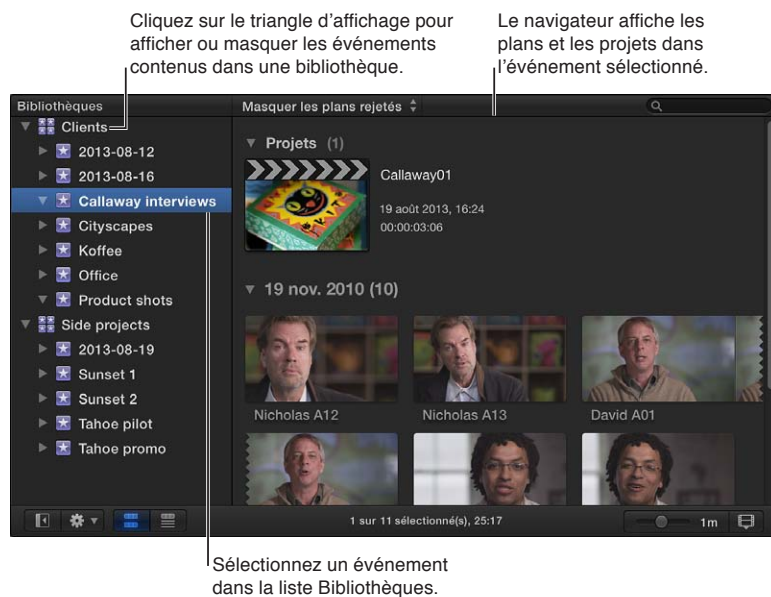 Cliquez sur le triangle d'affichage pour
afficher ou masquer les événements
contenus dans une bibliothèque.
Le navigateur affiche les
plans et les projets dans
l'événement sélectionné.
Bibliothèques
Masquer les plans rejetés
Clients
2013-08-12
2013-08-16
Callaway interviews
Cityscapes
Koffee
Office
Product shots
Side projects
2013-08-19
Sunset 1
Sunset 2
Tahoe pilot
Tahoe promo
Projets (1)
Callaway01
19 août 2013, 16:24
00:00:03:06
19 nov. 2010 (10)
Nicholas A12
Nicholas A13
David A01
1 sur 11 sélectionné(s), 25:17
1m
Sélectionnez un événement
dans la liste Bibliothèques.